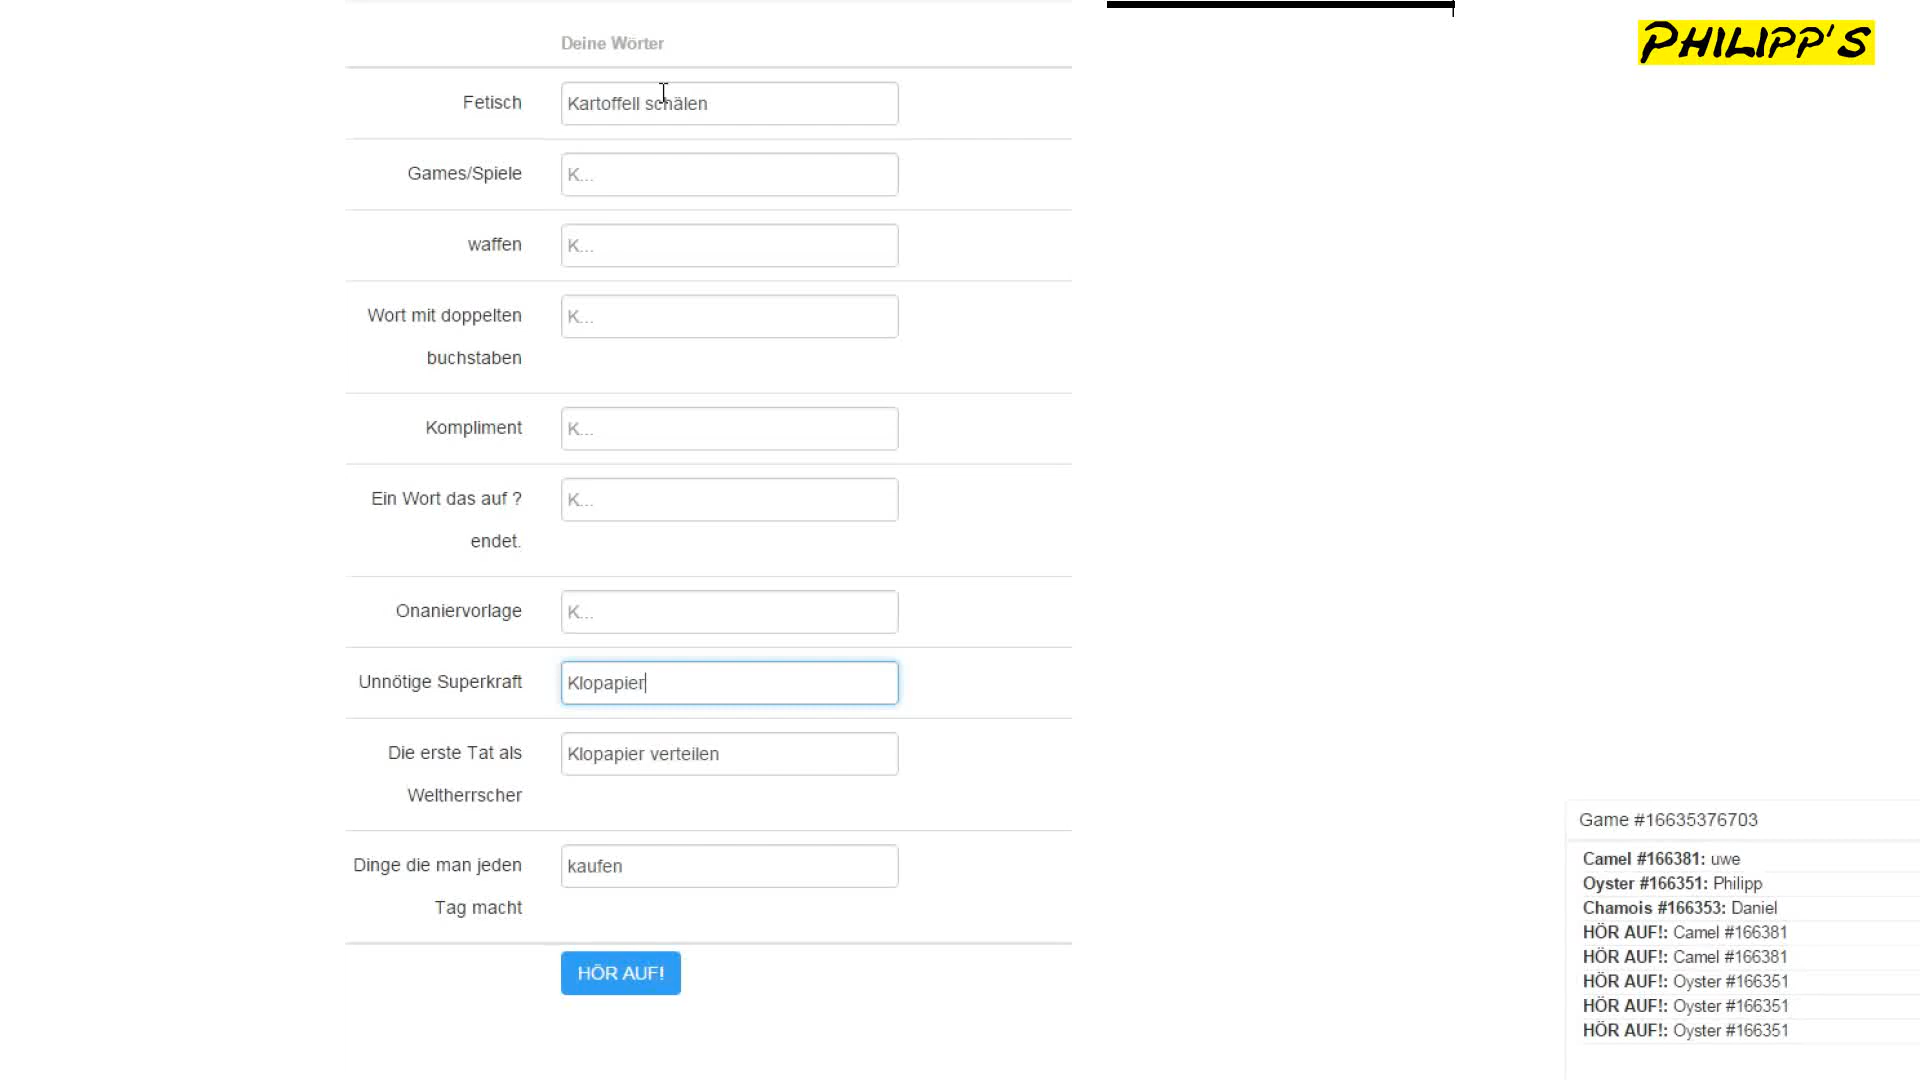 PHILIPP'S
Deine Wörter
Fetisch
Kartoffell schälen
Games/Spiele
K...
waffen
K...
Wort mit doppelten
buchstaben
K...
Kompliment
K...
Ein Wort das auf ?
endet.
K...
Onaniervorlage
K...
Unnötige Superkraft
Klopapier
Die erste Tat als
Weltherrscher
Klopapier verteilen
Dinge die man jeden
Tag macht
kaufen
HÖR AUF!
Game #16635376703
Camel #166381: uwe
Oyster #166351: Philipp
Chamois #166353: Daniel
HÖR AUF!: Camel #166381
HÖR AUF!: Camel #166381
HÖR AUF!: Oyster #166351
HÖR AUF!: Oyster #166351
HÖR AUF!: Oyster #166351